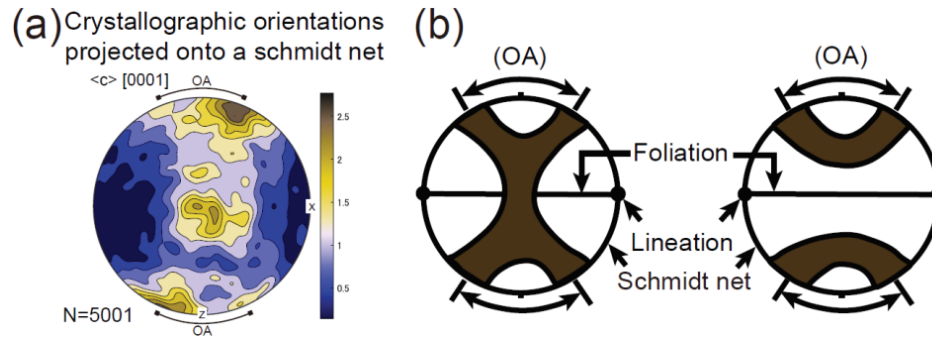 (a) Crystallographic orientations
projected onto a schmidt net
<c> [0001]
OA
2.5
2
1.5
1
0.5
X
Z
OA
N=5001
(b)
(OA)
(OA)
Foliation
Lineation
Schmidt net